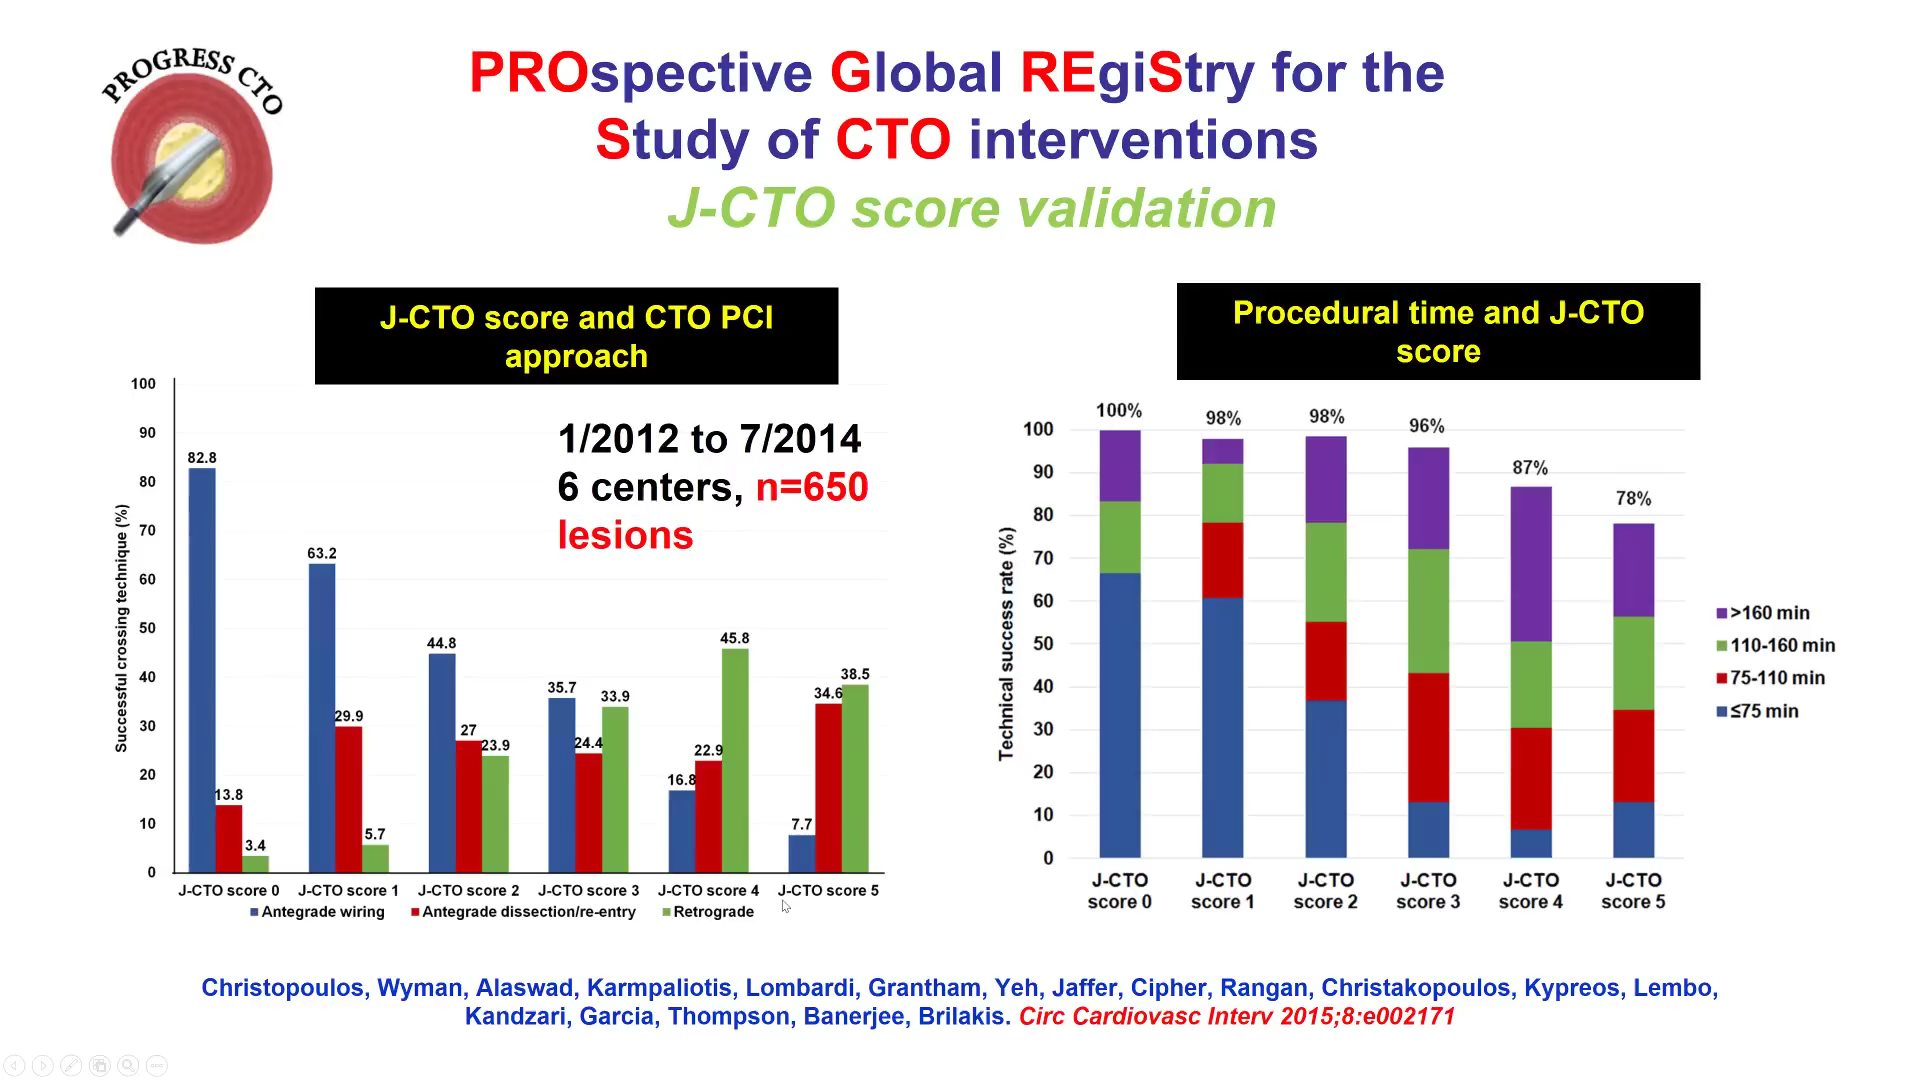 PROGRESS CTO
PROspective Global REgiStry for the
Study of CTO interventions
J-CTO score validation
J-CTO score and CTO PCI
approach
1/2012 to 7/2014
6 centers, n=650
lesions
Successful crossing technique (%)
100
90
80
70
60
50
40
30
20
10
0
82.8
13.8
3.4
63.2
29.9
5.7
44.8
27
23.9
35.7
24.4
33.9
16.8
22.9
45.8
7.7
34.6
38.5
J-CTO score 0
J-CTO score 1
J-CTO score 2
J-CTO score 3
J-CTO score 4
J-CTO score 5
Antegrade wiring
Antegrade dissection/re-entry
Retrograde
Procedural time and J-CTO
score
Technical success rate (%)
100
90
80
70
60
50
40
30
20
10
0
100%
98%
98%
96%
87%
78%
J-CTO
score 0
J-CTO
score 1
J-CTO
score 2
J-CTO
score 3
J-CTO
score 4
J-CTO
score 5
>160 min
110-160 min
75-110 min
≤75 min
Christopoulos, Wyman, Alaswad, Karmpaliotis, Lombardi, Grantham, Yeh, Jaffer, Cipher, Rangan, Christakopoulos, Kypreos, Lembo,
Kandzari, Garcia, Thompson, Banerjee, Brilakis. Circ Cardiovasc Interv 2015;8:e002171